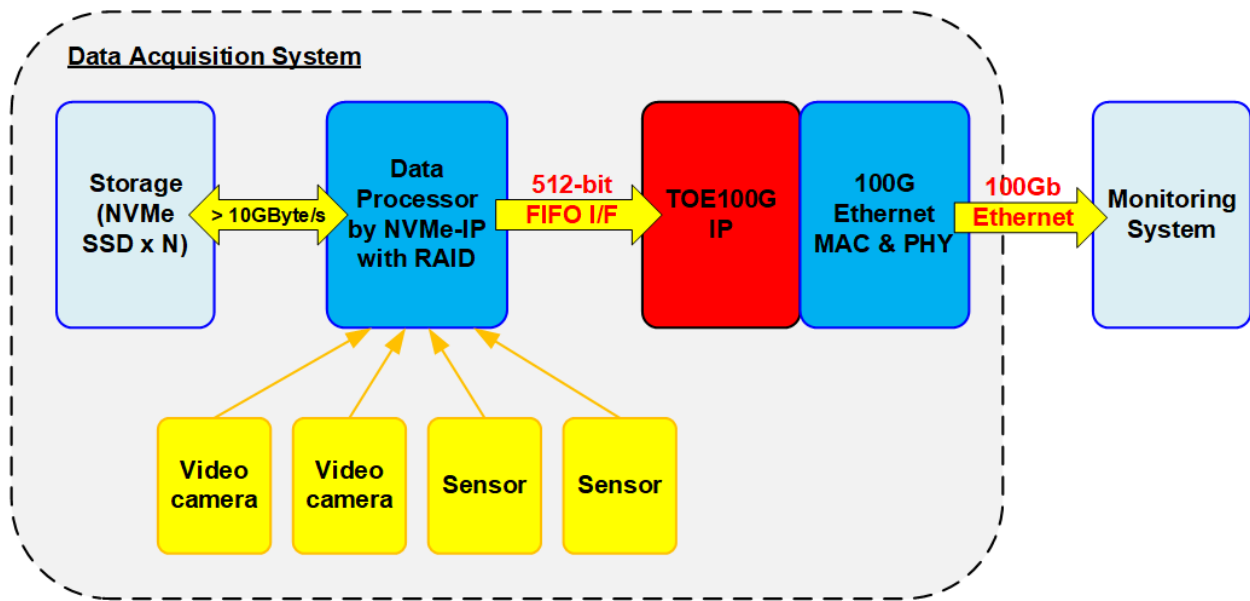 Data Acquisition System
Storage
(NVMe
SSD x N)
> 10GByte/s
Data
Processor
by NVMe-IP
with RAID
512-bit
FIFO I/F
TOE100G
IP
100G
Ethernet
MAC & PHY
100Gb
Ethernet
Monitoring
System
Video
camera
Video
camera
Sensor
Sensor